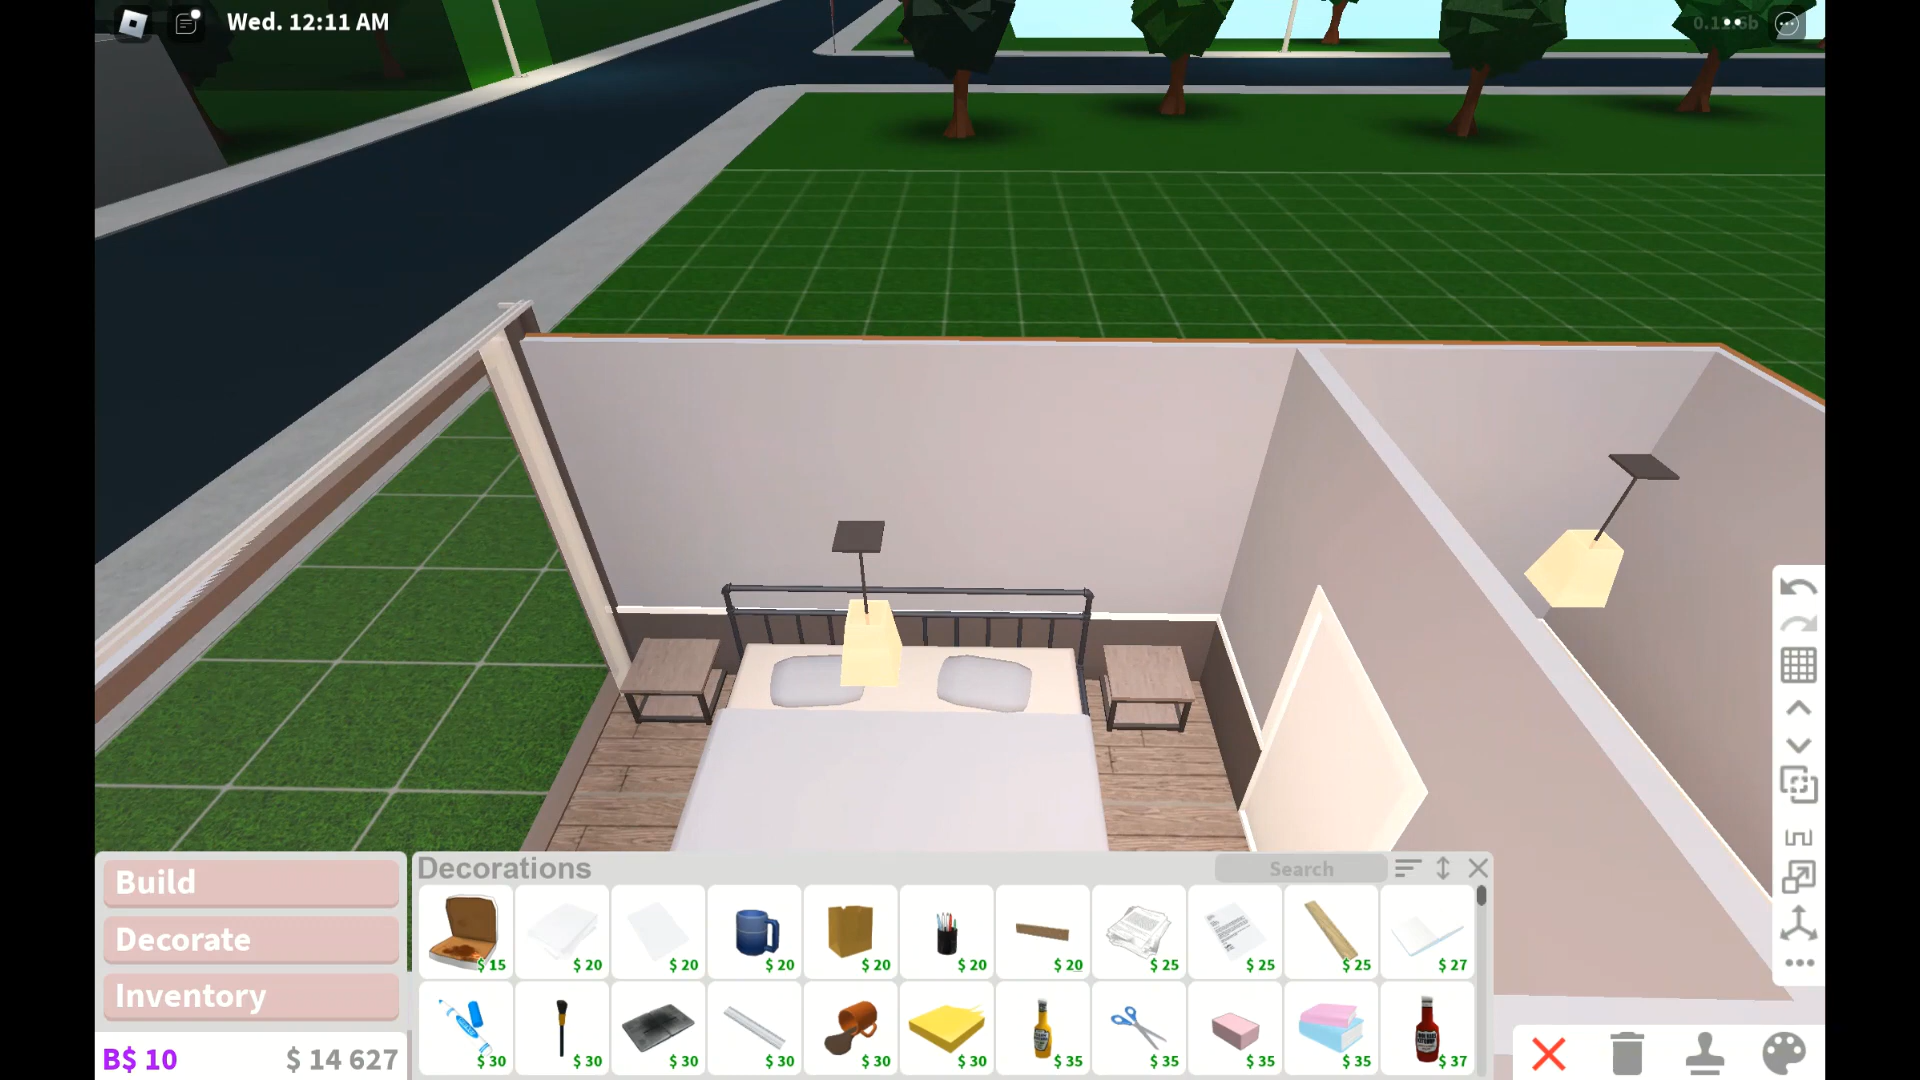 Wed. 12:11 AM
Build
Decorate
Inventory
B$ 10
$ 14 627
Decorations
Search
$ 15
$ 20
$ 20
$ 20
$ 20
$ 20
$ 20
$ 25
$ 25
$ 25
$ 27
$ 30
$ 30
$ 30
$ 30
$ 30
$ 30
$ 35
$ 35
$ 35
$ 35
$ 37